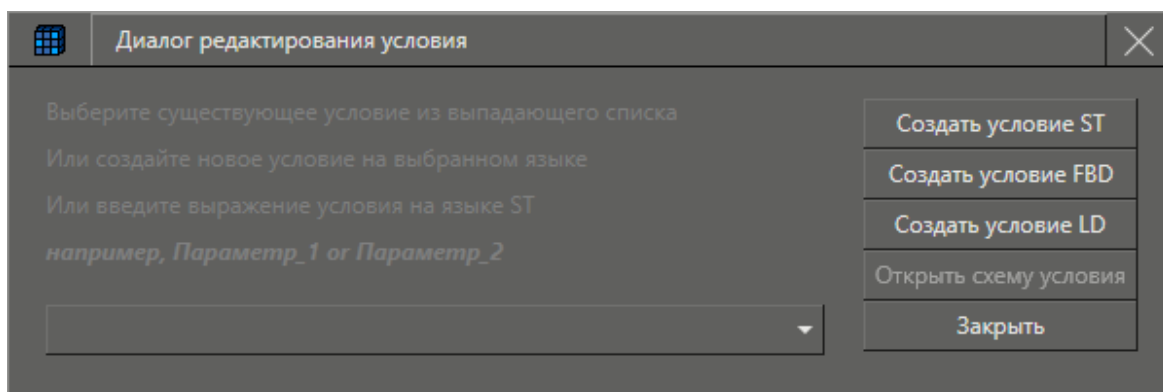 Диалог редактирования условия
Выберите существующее условие из выпадающего списка
Или создайте новое условие на выбранном языке
Или введите выражение условия на языке ST
например, Параметр_1 or Параметр_2
Создать условие ST
Создать условие FBD
Создать условие LD
Открыть схему условия
Закрыть